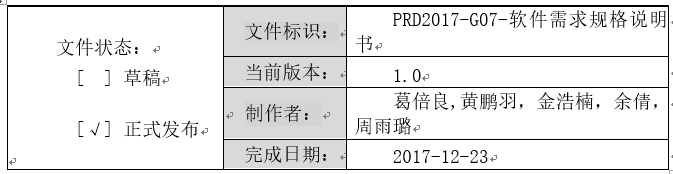 文件状态：
[  ] 草稿
[√] 正式发布
文件标识：
PRD2017-G07-软件需求规格说明
书
当前版本：
1.0
制作者：
葛倍良,黄鹏羽，金浩楠，余倩，
周雨璐
完成日期：
2017-12-23